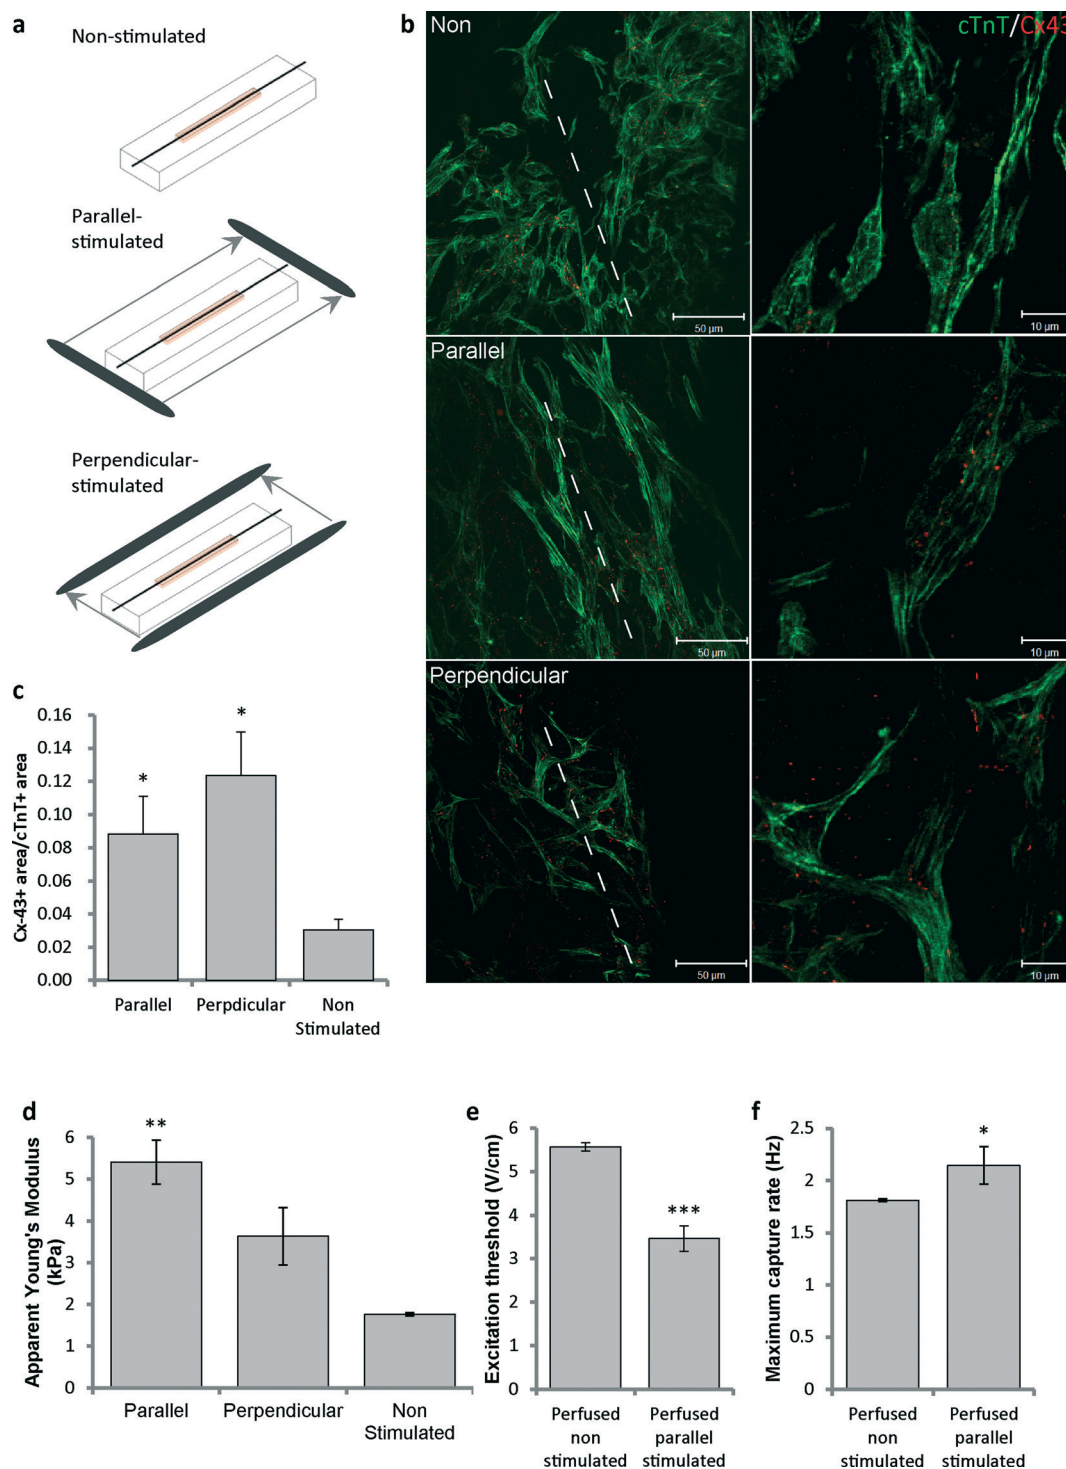 a
Non-stimulated
Parallel-
stimulated
Perpendicular-
stimulated
b
Non
cTnT/Cx43
50 µm
10 µm
Parallel
50 µm
10 µm
Perpendicular
50 µm
10 µm
c
Cx-43+ area/cTnT+ area
0.16
0.14
0.12
0.10
0.08
0.06
0.04
0.02
0.00
*
*
Parallel
Perpdicular
Non
Stimulated
d
Apparent Young's Modulus
(kPa)
6
5
4
3
2
1
0
**
Parallel
Perpendicular
Non
Stimulated
e
Excitation threshold (V/cm)
6
5
4
3
2
1
0
***
Perfused
non
stimulated
Perfused
parallel
stimulated
f
Maximum capture rate (Hz)
2.5
2
1.5
1
0.5
0
*
Perfused
non
stimulated
Perfused
parallel
stimulated